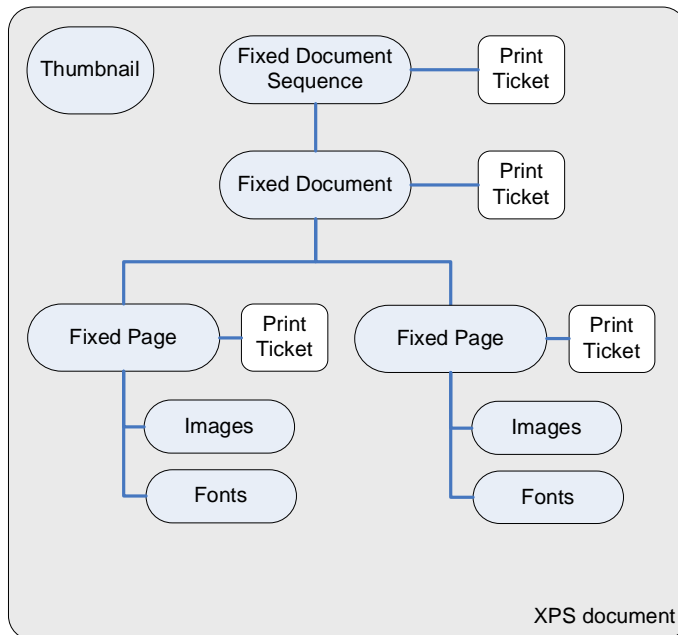 Thumbnail
Fixed Document
Sequence
Print
Ticket
Fixed Document
Print
Ticket
Fixed Page
Print
Ticket
Fixed Page
Print
Ticket
Images
Images
Fonts
Fonts
XPS document